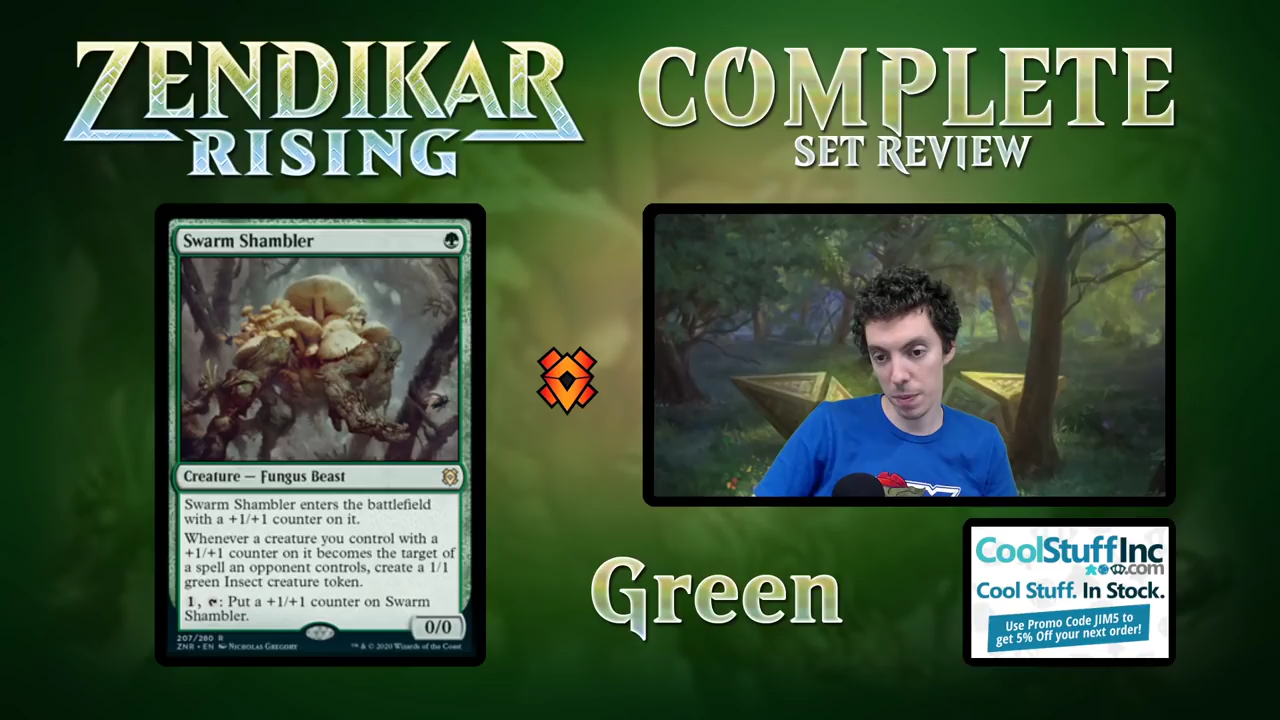 ZENDIKAR
RISING
COMPLETE
SET REVIEW
Swarm Shambler
Creature — Fungus Beast
Swarm Shambler enters the battlefield
with a +1/+1 counter on it.
Whenever a creature you control with a
+1/+1 counter on it becomes the target of
a spell an opponent controls, create a 1/1
green Insect creature token.
1, T: Put a +1/+1 counter on Swarm
Shambler.
0/0
207/280 R
ZNR • EN Nicholas Gregory
™ & © 2020 Wizards of the Coast
Green
CoolStuffInc
.com
Cool Stuff. In Stock.
Use Promo Code JIM5 to
get 5% Off your next order!